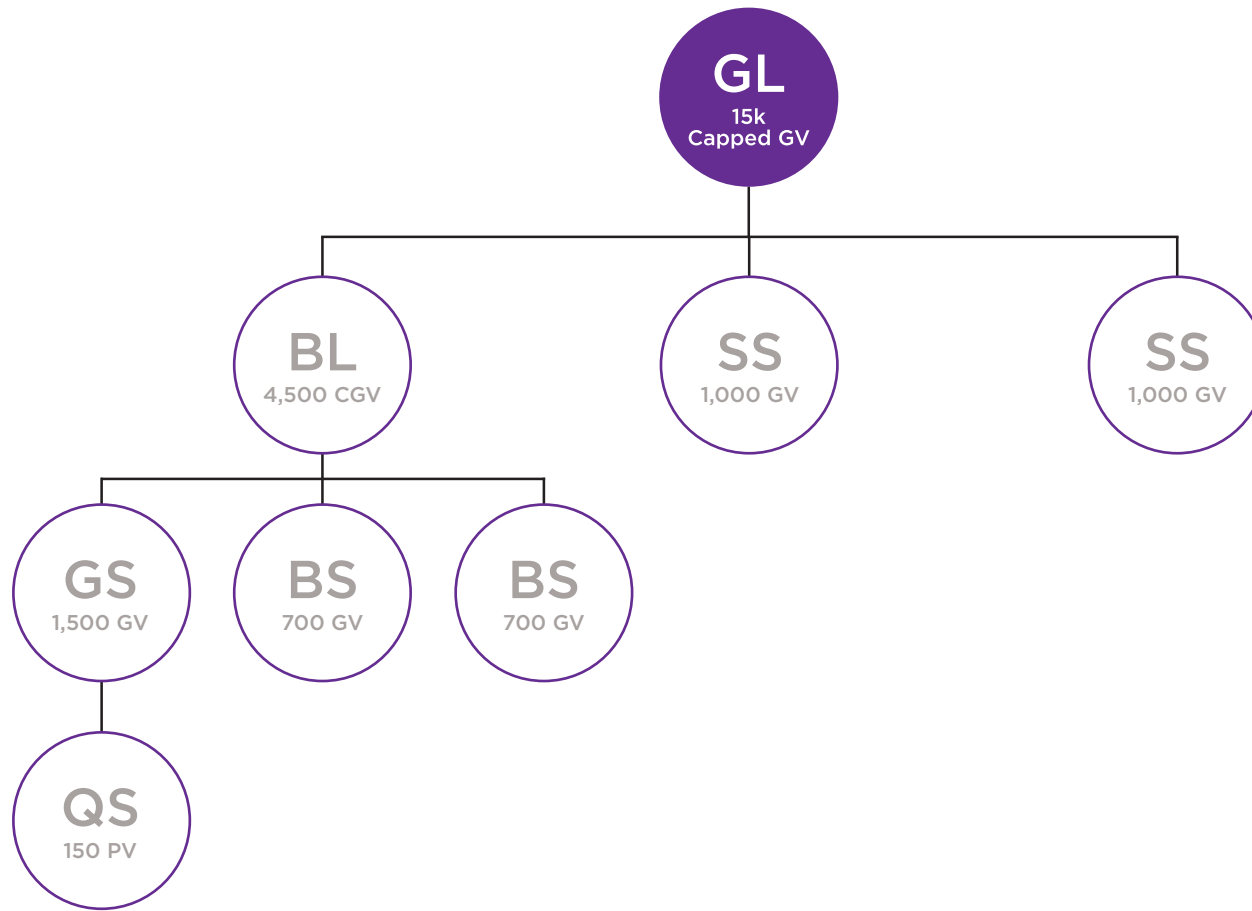 GL
15k
Capped GV
BL
4,500 CGV
SS
1,000 GV
SS
1,000 GV
GS
1,500 GV
BS
700 GV
BS
700 GV
QS
150 PV